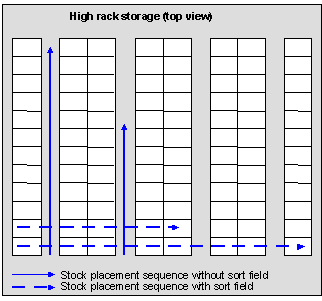 High rack storage (top view)
Stock placement sequence without sort field
Stock placement sequence with sort field